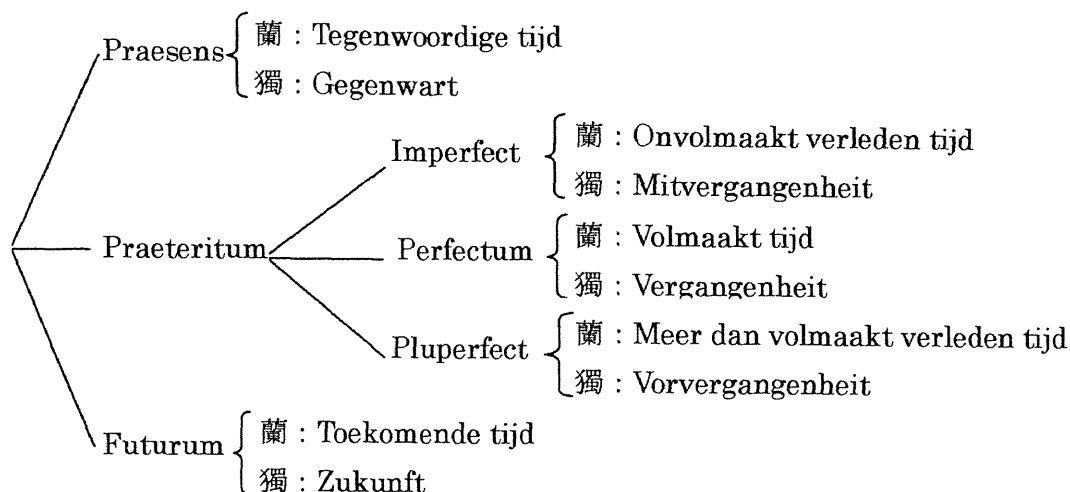 Praesens
蘭 : Tegenwoordige tijd
獨 : Gegenwart
Praeteritum
Imperfect
蘭 : Onvolmaakt verleden tijd
獨 : Mitvergangenheit
Perfectum
蘭 : Volmaakt tijd
獨 : Vergangenheit
Pluperfect
蘭 : Meer dan volmaakt verleden tijd
獨 : Vorvergangenheit
Futurum
蘭 : Toekomende tijd
獨 : Zukunft